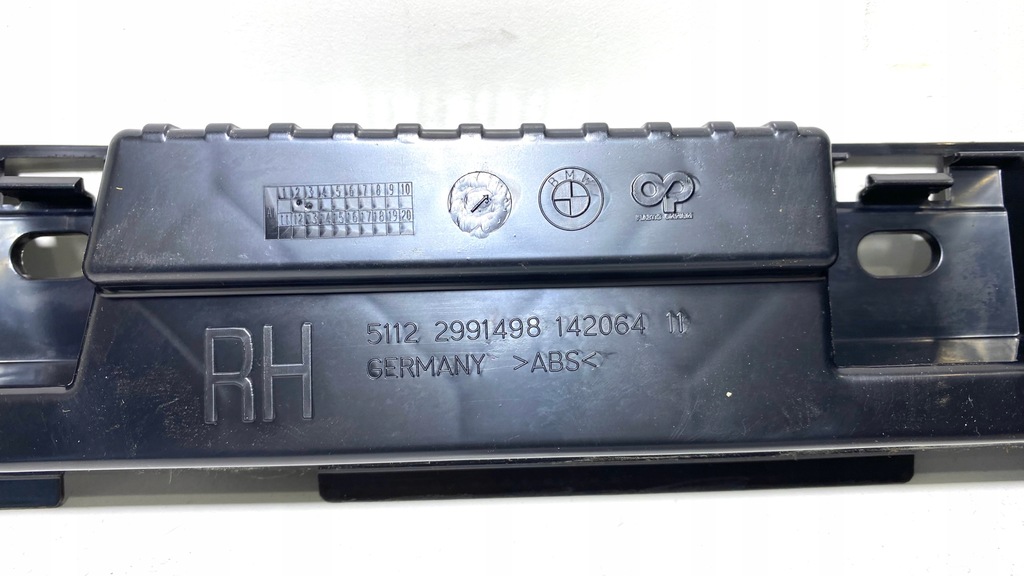 1 2 3 4 5 6 7 8 9 10
11 12 13 14 15 16 17 18 19 20
BMW
OP
RH
5112 2991498 142064 11
GERMANY >ABS<